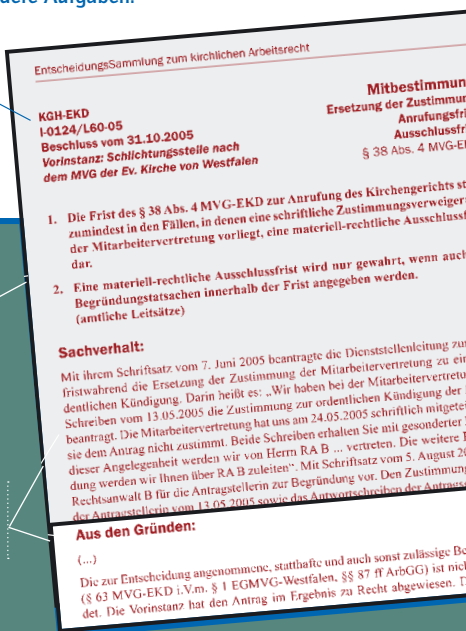 dere Aufgaben.
EntscheidungsSammlung zum kirchlichen Arbeitsrecht
KGH-EKD
I-0124/L60-05
Beschluss vom 31.10.2005
Vorinstanz: Schlichtungsstelle nach
dem MVG der Ev. Kirche von Westfalen
Mitbestimmun
Ersetzung der Zustimmun
Anrufungsfri
Ausschlussfri
§ 38 Abs. 4 MVG-E
1. Die Frist des § 38 Abs. 4 MVG-EKD zur Anrufung des Kirchengerichts st
zumindest in den Fällen, in denen eine schriftliche Zustimmungsverweiger
der Mitarbeitervertretung vorliegt, eine materiell-rechtliche Ausschlussf
dar.
2. Eine materiell-rechtliche Ausschlussfrist wird nur gewahrt, wenn auch
Begründungstatsachen innerhalb der Frist angegeben werden.
(amtliche Leitsätze)
Sachverhalt:
Mit ihrem Schriftsatz vom 7. Juni 2005 beantragte die Dienststellenleitung zur
fristwahrend die Ersetzung der Zustimmung der Mitarbeitervertretung zu ei
dentlichen Kündigung. Darin heißt es: „Wir haben bei der Mitarbeitervertretu
Schreiben vom 13.05.2005 die Zustimmung zur ordentlichen Kündigung der
beantragt. Die Mitarbeitervertretung hat uns am 24.05.2005 schriftlich mitgetei
sie dem Antrag nicht zustimmt. Beide Schreiben erhalten Sie mit gesonderter
dieser Angelegenheit werden wir von Herrn RA B ... vertreten. Die weitere
dung werden wir Ihnen über RA B zuleiten“. Mit Schriftsatz vom 5. August 20
Rechtsanwalt B für die Antragstellerin zur Begründung vor. Den Zustimmung
der Antragstellerin vom 13.05.2005 sowie das Antwortschreiben der Antrags
Aus den Gründen:
(...)
Die zur Entscheidung angenommene, statthafte und auch sonst zulässige Be
(§ 63 MVG-EKD i.V.m. § 1 EGMVG-Westfalen, §§ 87 ff ArbGG) ist nich
det. Die Vorinstanz hat den Antrag im Ergebnis zu Recht abgewiesen. D